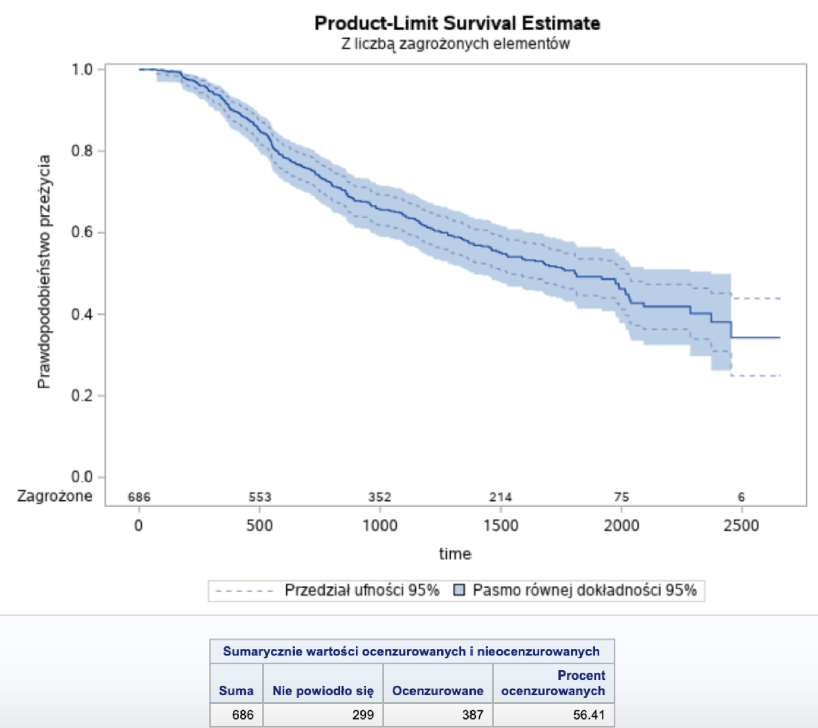 Product-Limit Survival Estimate
Z liczbą zagrożonych elementów
Prawdopodobieństwo przeżycia
1.0
0.8
0.6
0.4
0.2
0.0
Zagrożone 686 553 352 214 75 6
0 500 1000 1500 2000 2500
time
Przedział ufności 95% Pasmo równej dokładności 95%
Sumarycznie wartości ocenzurowanych i nieocenzurowanych
Suma Nie powiodło się Ocenzurowane Procent ocenzurowanych
686 299 387 56.41